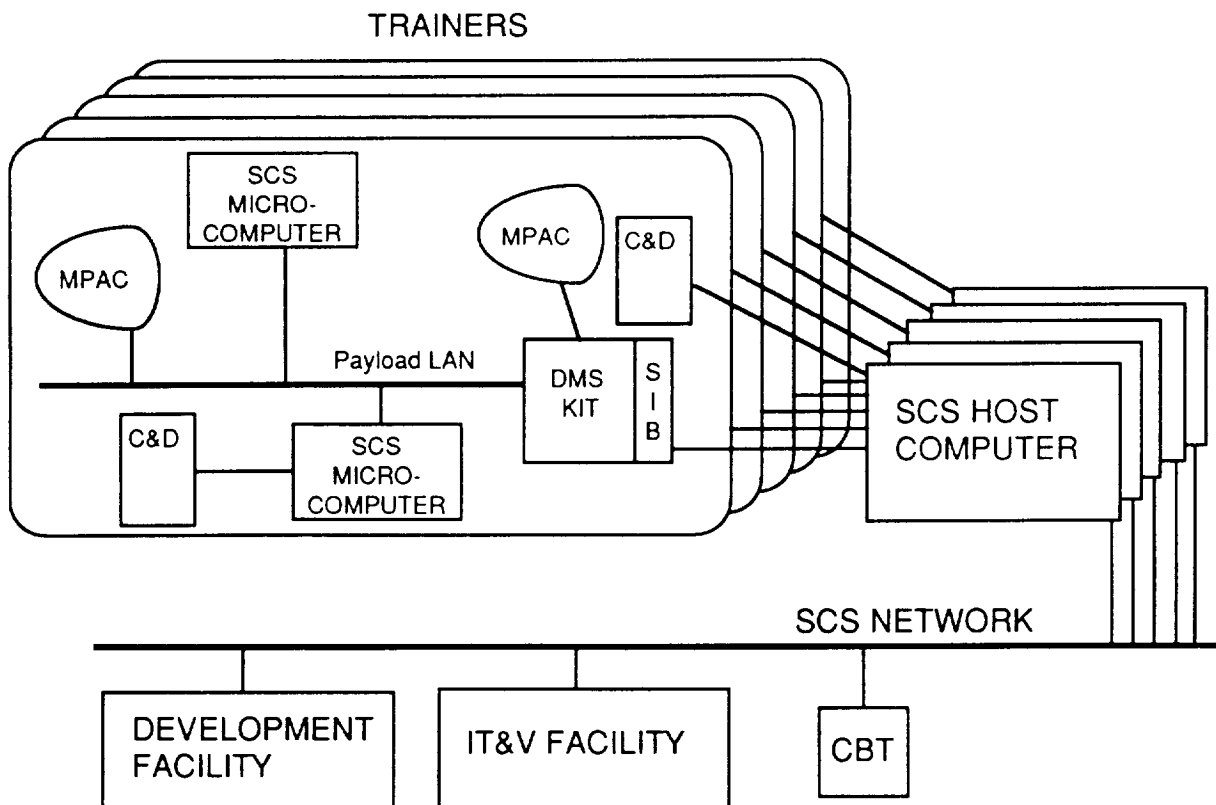 TRAINERS
SCS
MICRO-
COMPUTER
MPAC
MPAC
C&D
Payload LAN
DMS
KIT
S
I
B
SCS HOST
COMPUTER
C&D
SCS
MICRO-
COMPUTER
SCS NETWORK
DEVELOPMENT
FACILITY
IT&V FACILITY
CBT